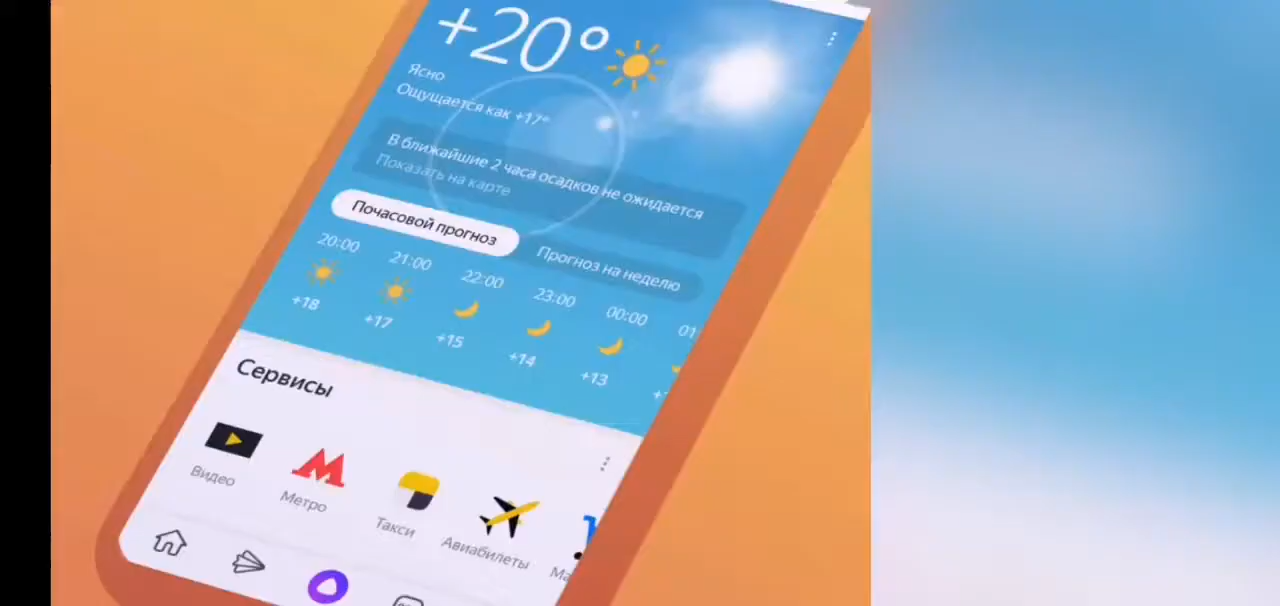 +20°
Ясно
Ощущается как +17°
В ближайшие 2 часа осадков не ожидается
Показать на карте
Почасовой прогноз Прогноз на неделю
20:00 21:00 22:00 23:00 00:00 01
+18 +17 +15 +14 +13
Сервисы
Видео Метро Такси Авиабилеты